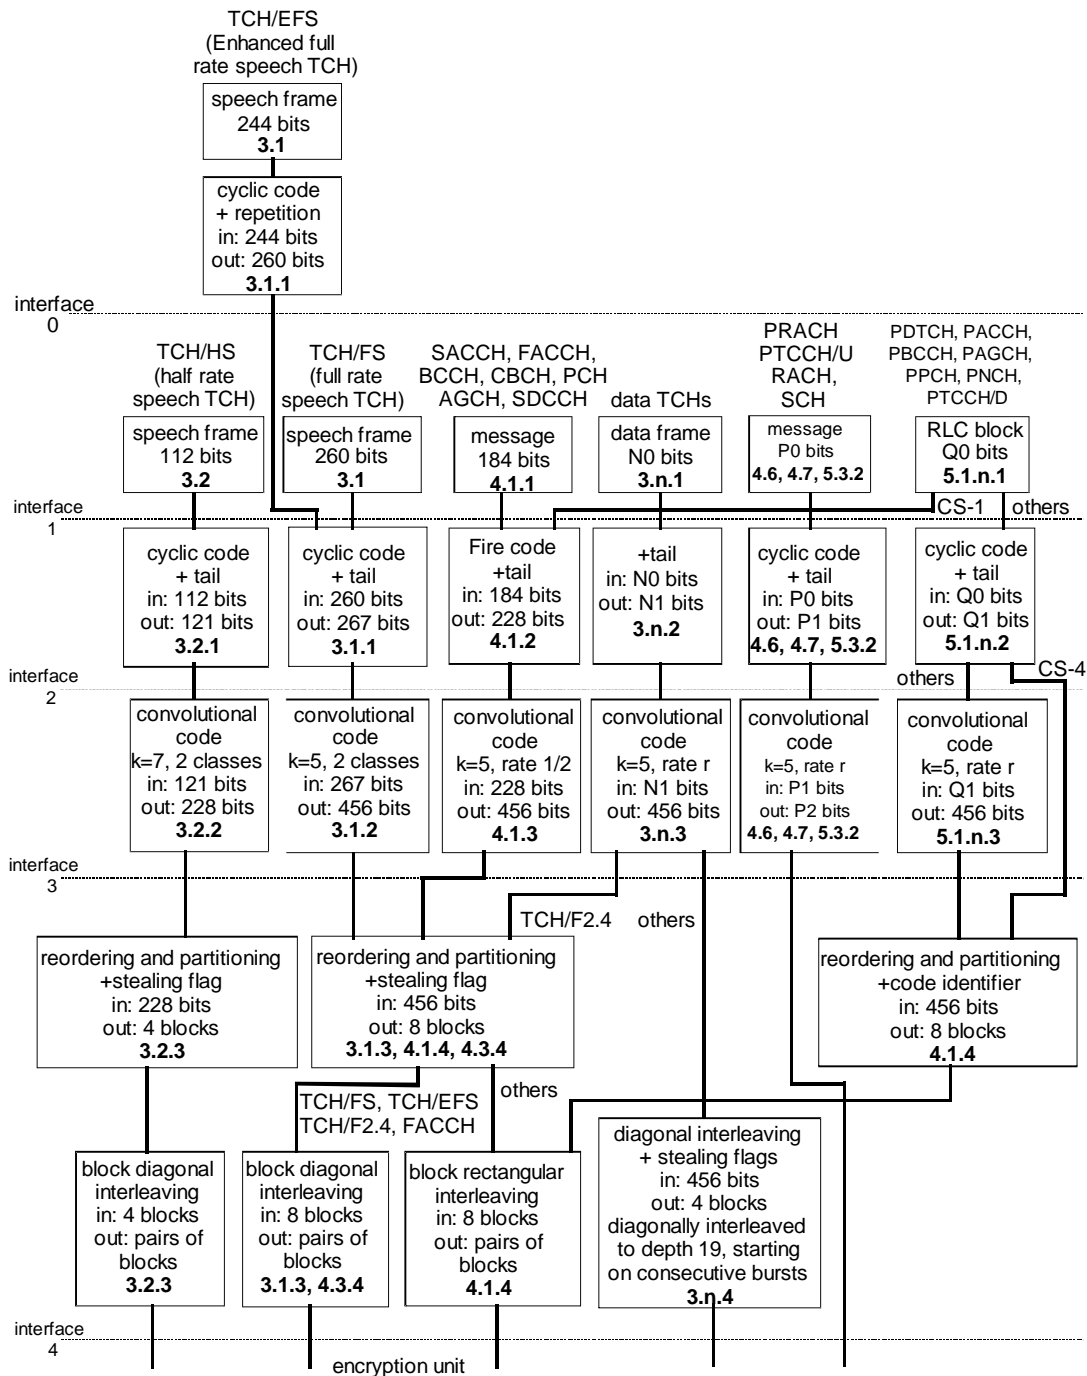 TCH/EFS
(Enhanced full
rate speech TCH)
speech frame
244 bits
3.1
cyclic code
+ repetition
in: 244 bits
out: 260 bits
3.1.1
interface
0
TCH/HS
(half rate
speech TCH)
TCH/FS
(full rate
speech TCH)
SACCH, FACCH,
BCCH, CBCH, PCH
AGCH, SDCCH
data TCHs
PRACH
PTCCH/U
RACH,
SCH
PDTCH, PACCH,
PBCCH, PAGCH,
PPCH, PNCH,
PTCCH/D
speech frame
112 bits
3.2
speech frame
260 bits
3.1
message
184 bits
4.1.1
data frame
N0 bits
3.n.1
message
P0 bits
4.6, 4.7, 5.3.2
RLC block
Q0 bits
5.1.n.1
interface
1
CS-1
others
cyclic code
+ tail
in: 112 bits
out: 121 bits
3.2.1
cyclic code
+ tail
in: 260 bits
out: 267 bits
3.1.1
Fire code
+tail
in: 184 bits
out: 228 bits
4.1.2
+tail
in: N0 bits
out: N1 bits
3.n.2
cyclic code
+ tail
in: P0 bits
out: P1 bits
4.6, 4.7, 5.3.2
cyclic code
+ tail
in: Q0 bits
out: Q1 bits
5.1.n.2
interface
2
others
CS-4
convolutional
code
k=7, 2 classes
in: 121 bits
out: 228 bits
3.2.2
convolutional
code
k=5, 2 classes
in: 267 bits
out: 456 bits
3.1.2
convolutional
code
k=5, rate 1/2
in: 228 bits
out: 456 bits
4.1.3
convolutional
code
k=5, rate r
in: N1 bits
out: 456 bits
3.n.3
convolutional
code
k=5, rate r
in: P1 bits
out: P2 bits
4.6, 4.7, 5.3.2
convolutional
code
k=5, rate r
in: Q1 bits
out: 456 bits
5.1.n.3
interface
3
TCH/F2.4
others
reordering and partitioning
+stealing flag
in: 228 bits
out: 4 blocks
3.2.3
reordering and partitioning
+stealing flag
in: 456 bits
out: 8 blocks
3.1.3, 4.1.4, 4.3.4
reordering and partitioning
+code identifier
in: 456 bits
out: 8 blocks
4.1.4
TCH/FS, TCH/EFS
TCH/F2.4, FACCH
others
block diagonal
interleaving
in: 4 blocks
out: pairs of
blocks
3.2.3
block diagonal
interleaving
in: 8 blocks
out: pairs of
blocks
3.1.3, 4.3.4
block rectangular
interleaving
in: 8 blocks
out: pairs of
blocks
4.1.4
diagonal interleaving
+ stealing flags
in: 456 bits
out: 4 blocks
diagonally interleaved
to depth 19, starting
on consecutive bursts
3.n.4
interface
4
encryption unit